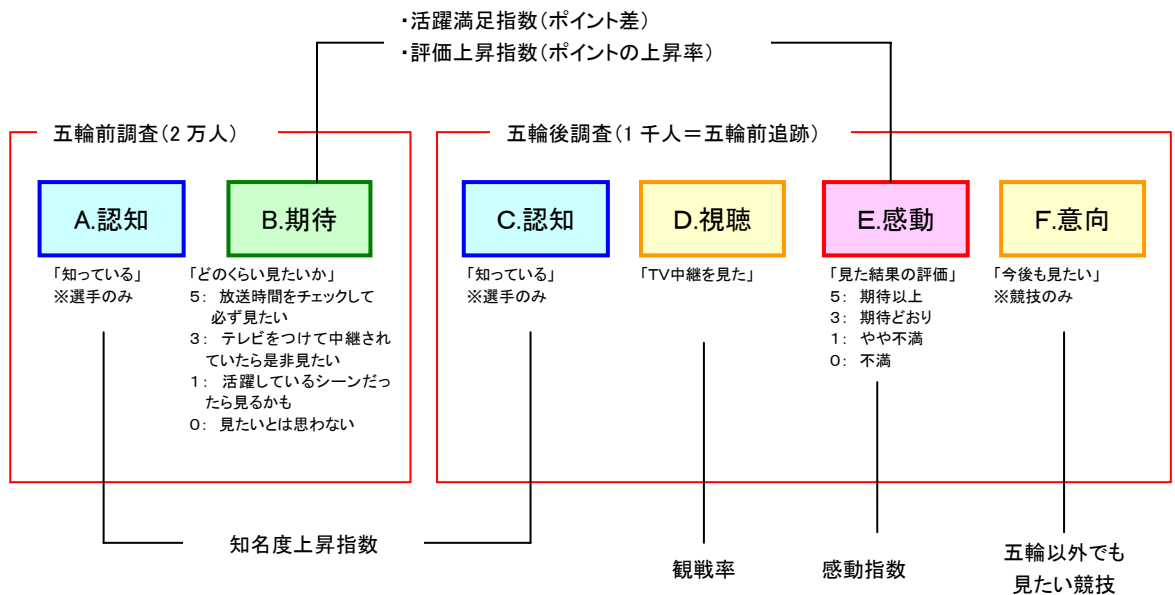 ・活躍満足指数(ポイント差)
・評価上昇指数(ポイントの上昇率)
五輪前調査(2万人)
五輪後調査(1千人=五輪前追跡)
A.認知
B.期待
C.認知
D.視聴
E.感動
F.意向
「知っている」
※選手のみ
「どのくらい見たいか」
5: 放送時間をチェックして
必ず見たい
3: テレビをつけて中継され
ていたら是非見たい
1: 活躍しているシーンだっ
たら見るかも
0: 見たいとは思わない
「知っている」
※選手のみ
「TV中継を見た」
「見た結果の評価」
5: 期待以上
3: 期待どおり
1: やや不満
0: 不満
「今後も見たい」
※競技のみ
知名度上昇指数
観戦率
感動指数
五輪以外でも
見たい競技